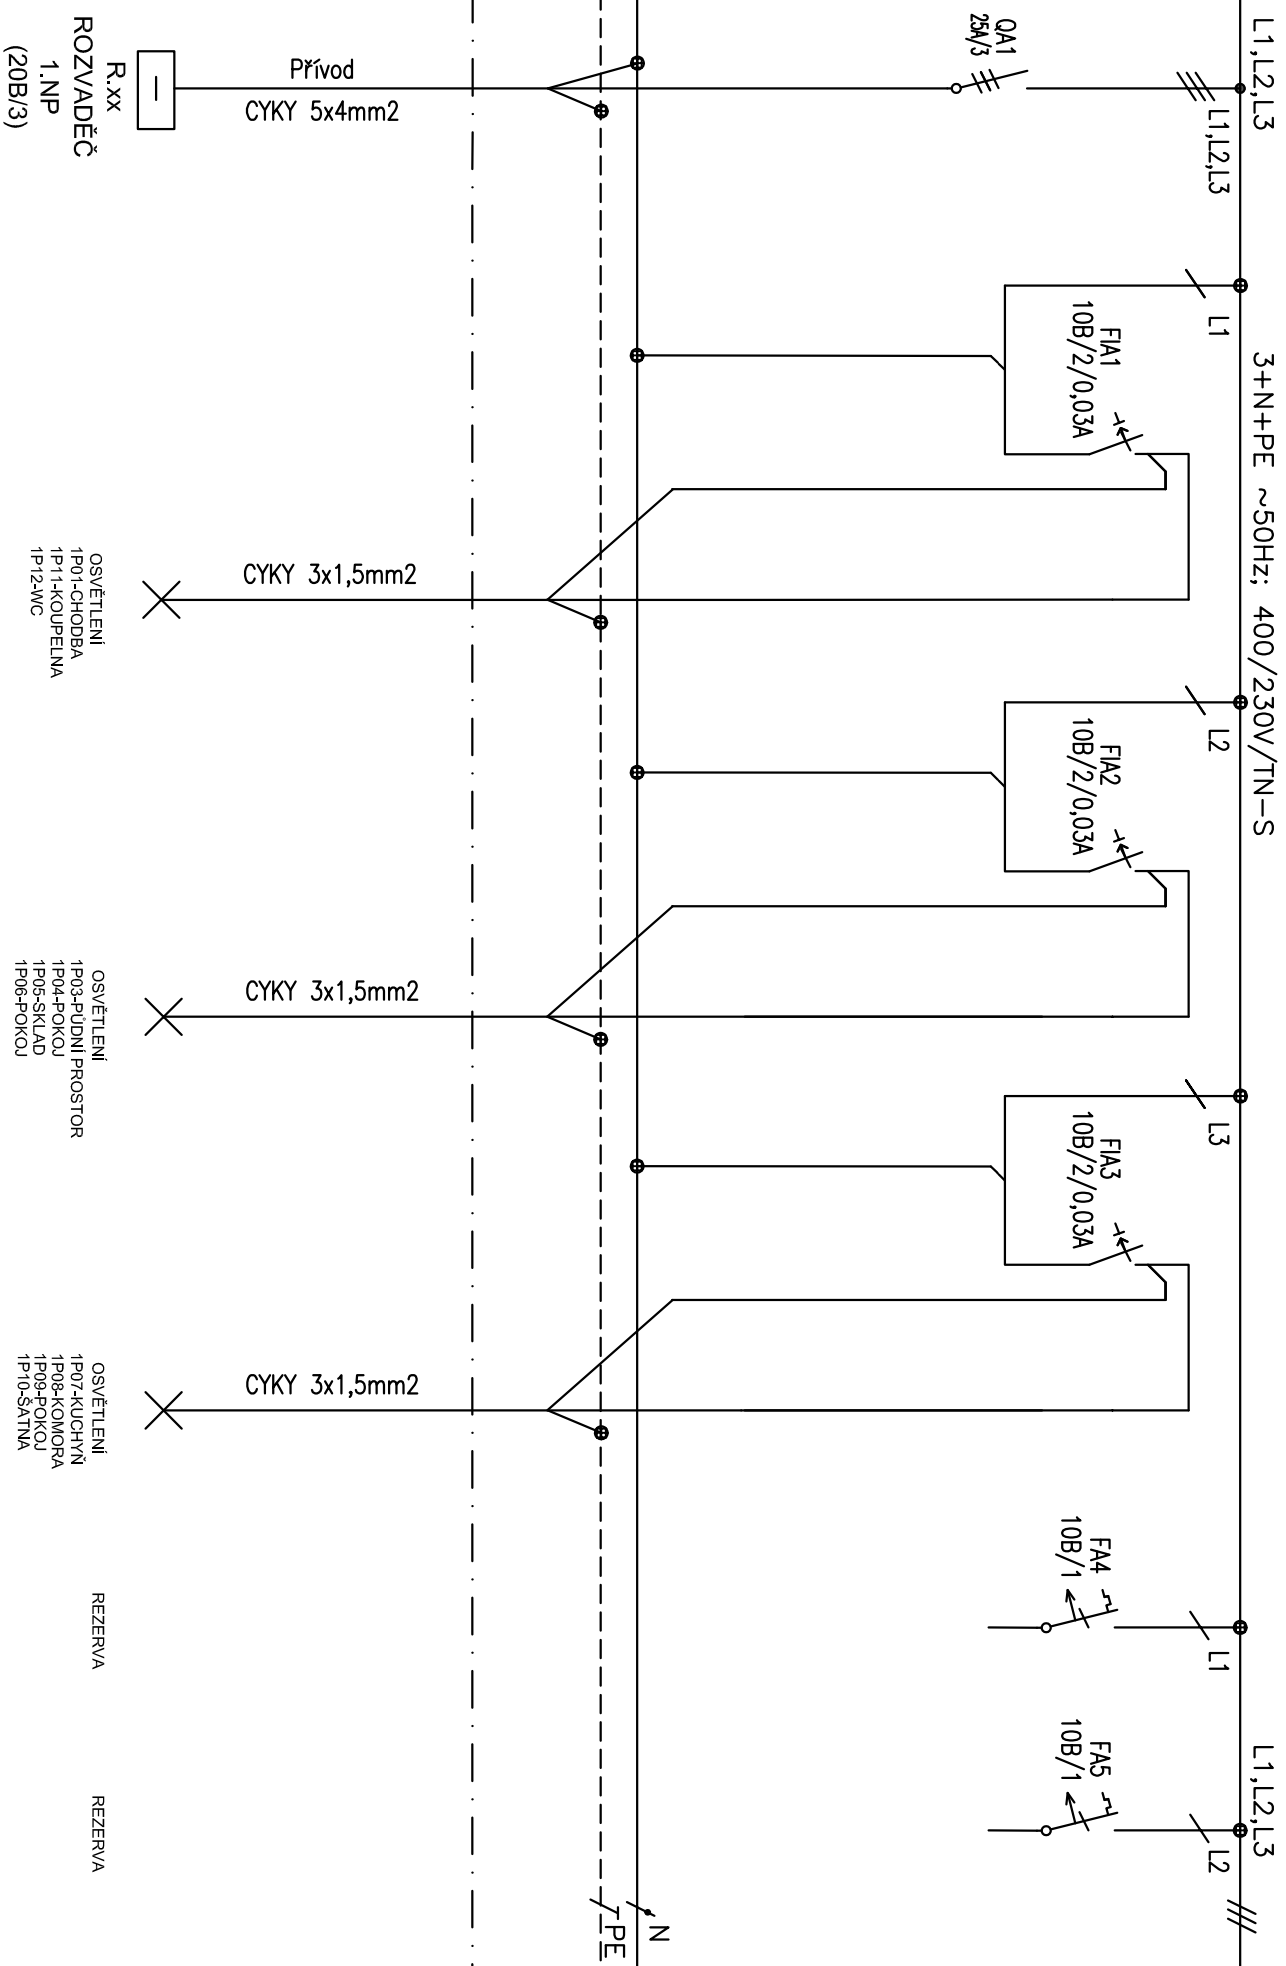 L1,L2,L3
3+N+PE ~50Hz; 400/230V/TN-S
L1,L2,L3
L1,L2,L3
L1
L2
L3
L1
L2
QA1
25A/3
FIA1
10B/2/0,03A
FIA2
10B/2/0,03A
FIA3
10B/2/0,03A
FA4
10B/1
FA5
10B/1
N
PE
Přívod
CYKY 5x4mm2
CYKY 3x1,5mm2
CYKY 3x1,5mm2
CYKY 3x1,5mm2
R.xx
ROZVADĚČ
1.NP
(20B/3)
OSVĚTLENÍ
1P01-CHODBA
1P11-KOUPELNA
1P12-WC
OSVĚTLENÍ
1P03-PŮDNÍ PROSTOR
1P04-POKOJ
1P05-SKLAD
1P06-POKOJ
OSVĚTLENÍ
1P07-KUCHYŇ
1P08-KOMORA
1P09-POKOJ
1P10-ŠATNA
REZERVA
REZERVA